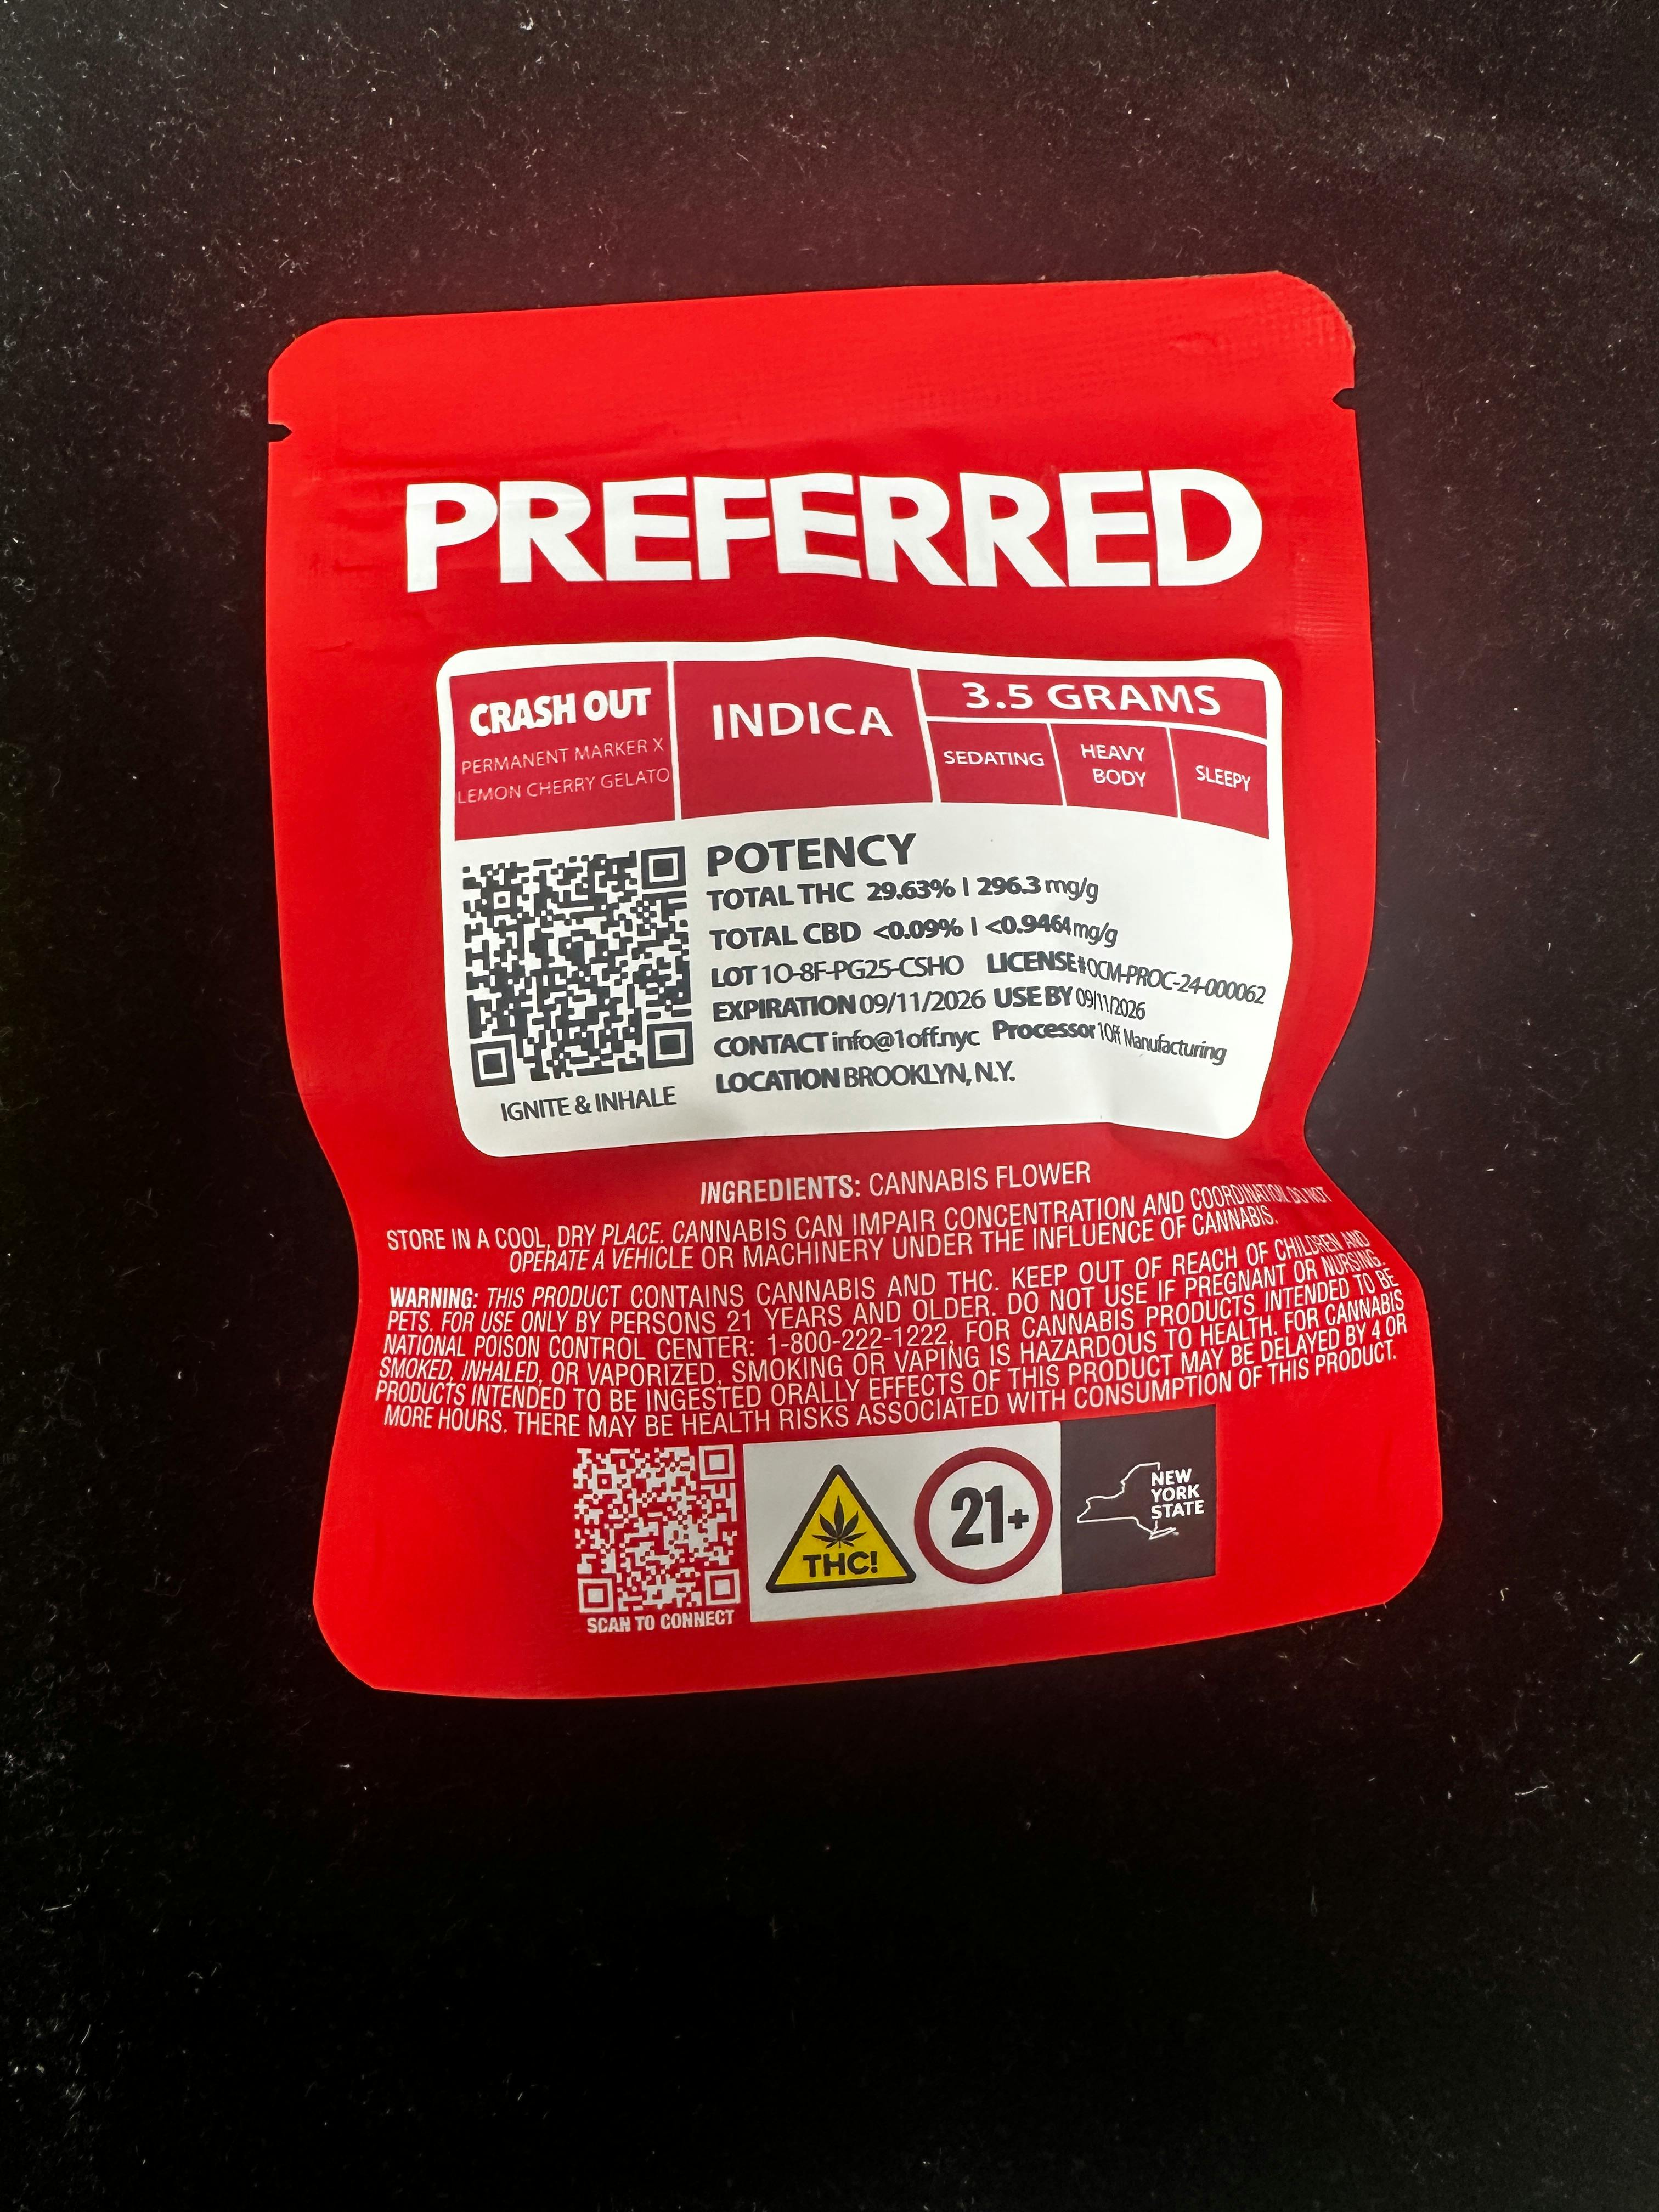 PREFERRED
CRASH OUT
PERMANENT MARKER X
LEMON CHERRY GELATO
INDICA
3.5 GRAMS
SEDATING
HEAVY
BODY
SLEEPY
POTENCY
TOTAL THC 29.63% | 296.3 mg/g
TOTAL CBD <0.09% | <0.9464 mg/g
LOT 1O-8F-PG25-CSHO LICENSE# OCM-PROC-24-000062
EXPIRATION 09/11/2026 USE BY 09/11/2026
CONTACT info@1off.nyc Processor 1Off Manufacturing
LOCATION BROOKLYN, N.Y.
IGNITE & INHALE
INGREDIENTS: CANNABIS FLOWER
STORE IN A COOL, DRY PLACE. CANNABIS CAN IMPAIR CONCENTRATION AND COORDINATION. DO NOT
OPERATE A VEHICLE OR MACHINERY UNDER THE INFLUENCE OF CANNABIS.
WARNING: THIS PRODUCT CONTAINS CANNABIS AND THC. KEEP OUT OF REACH OF CHILDREN AND
PETS. FOR USE ONLY BY PERSONS 21 YEARS AND OLDER. DO NOT USE IF PREGNANT OR NURSING.
NATIONAL POISON CONTROL CENTER: 1-800-222-1222, FOR CANNABIS PRODUCTS INTENDED TO BE
SMOKED, INHALED, OR VAPORIZED, SMOKING OR VAPING IS HAZARDOUS TO HEALTH. FOR CANNABIS
PRODUCTS INTENDED TO BE INGESTED ORALLY EFFECTS OF THIS PRODUCT MAY BE DELAYED BY 4 OR
MORE HOURS. THERE MAY BE HEALTH RISKS ASSOCIATED WITH CONSUMPTION OF THIS PRODUCT.
SCAN TO CONNECT
THC!
21+
NEW
YORK
STATE